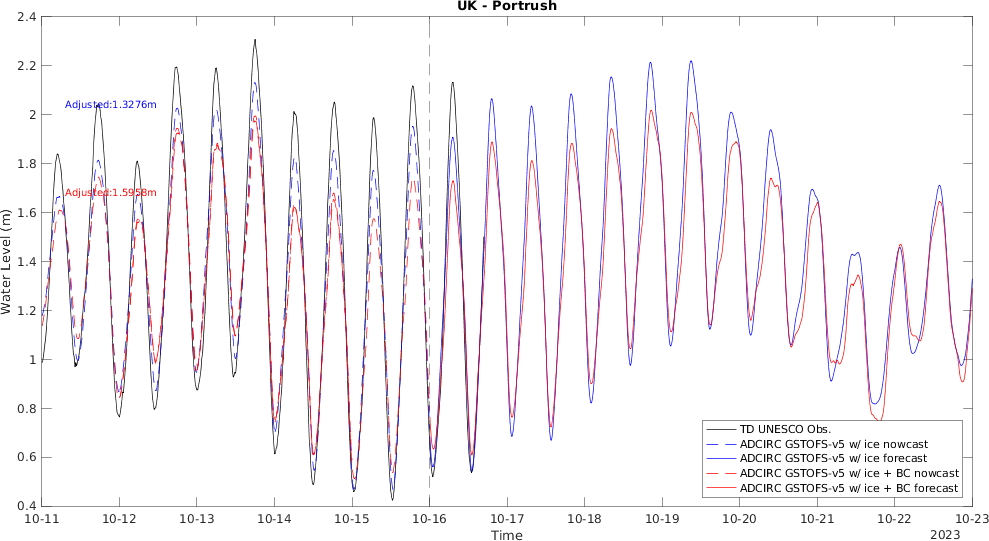 UK - Portrush
Water Level (m)
2.4
2.2
2
1.8
1.6
1.4
1.2
1
0.8
0.6
0.4
Adjusted:1.3276m
Adjusted:1.5958m
TD UNESCO Obs.
ADCIRC GSTOFS-v5 w/ ice nowcast
ADCIRC GSTOFS-v5 w/ ice forecast
ADCIRC GSTOFS-v5 w/ ice + BC nowcast
ADCIRC GSTOFS-v5 w/ ice + BC forecast
10-11 10-12 10-13 10-14 10-15 10-16 10-17 10-18 10-19 10-20 10-21 10-22 10-23
Time
2023